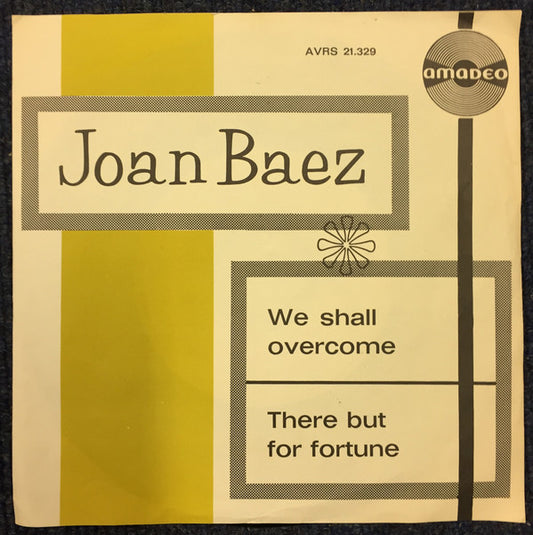 AVRS 21.329
amadeo
Joan Baez
We shall
overcome
There but
for fortune